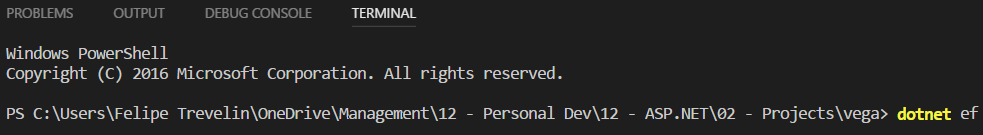 PROBLEMS OUTPUT DEBUG CONSOLE TERMINAL
Windows PowerShell
Copyright (C) 2016 Microsoft Corporation. All rights reserved.
PS C:\Users\Felipe Trevelin\OneDrive\Management\12 - Personal Dev\12 - ASP.NET\02 - Projects\vega> dotnet ef